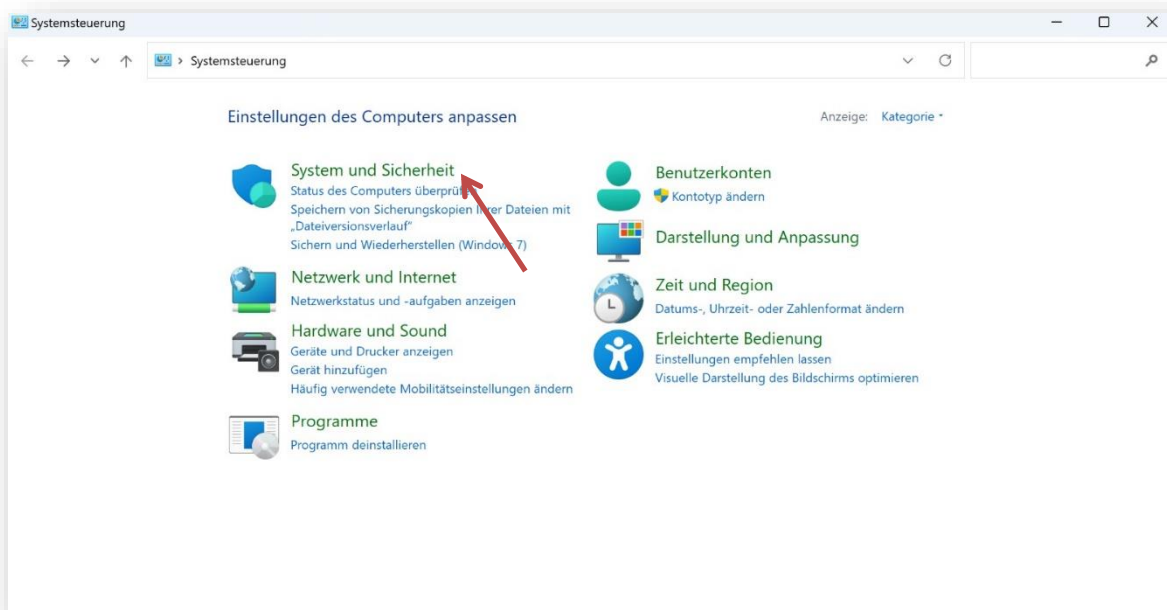 Systemsteuerung
Systemsteuerung
Einstellungen des Computers anpassen
Anzeige: Kategorie
System und Sicherheit
Status des Computers
Speichern von Sicherungskopien Ihrer Dateien mit
„Dateiversionsverlauf“
Sichern und Wiederherstellen (Windows 7)
Netzwerk und Internet
Netzwerkstatus und -aufgaben anzeigen
Hardware und Sound
Geräte und Drucker anzeigen
Gerät hinzufügen
Häufig verwendete Mobilitätseinstellungen ändern
Programme
Programm deinstallieren
Benutzerkonten
Kontotyp ändern
Darstellung und Anpassung
Zeit und Region
Datums-, Uhrzeit- oder Zahlenformat ändern
Erleichterte Bedienung
Einstellungen empfehlen lassen
Visuelle Darstellung des Bildschirms optimieren